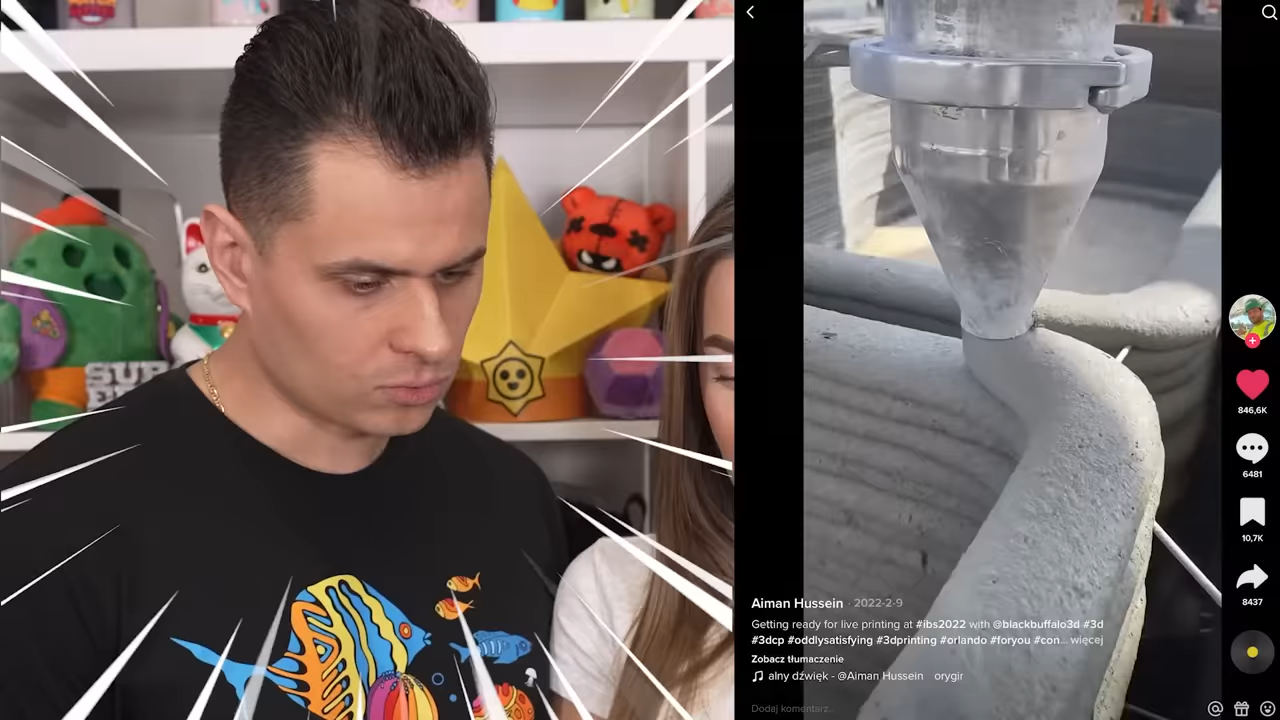 SUP
846,6K
6481
10,7K
8437
Aiman Hussein · 2022-2-9
Getting ready for live printing at #ibs2022 with @blackbuffalo3d #3d
#3dcp #oddlysatisfying #3dprinting #orlando #foryou #con... więcej
Zobacz tłumaczenie
alny dźwięk - @Aiman Hussein orygir
Dodaj komentarz...